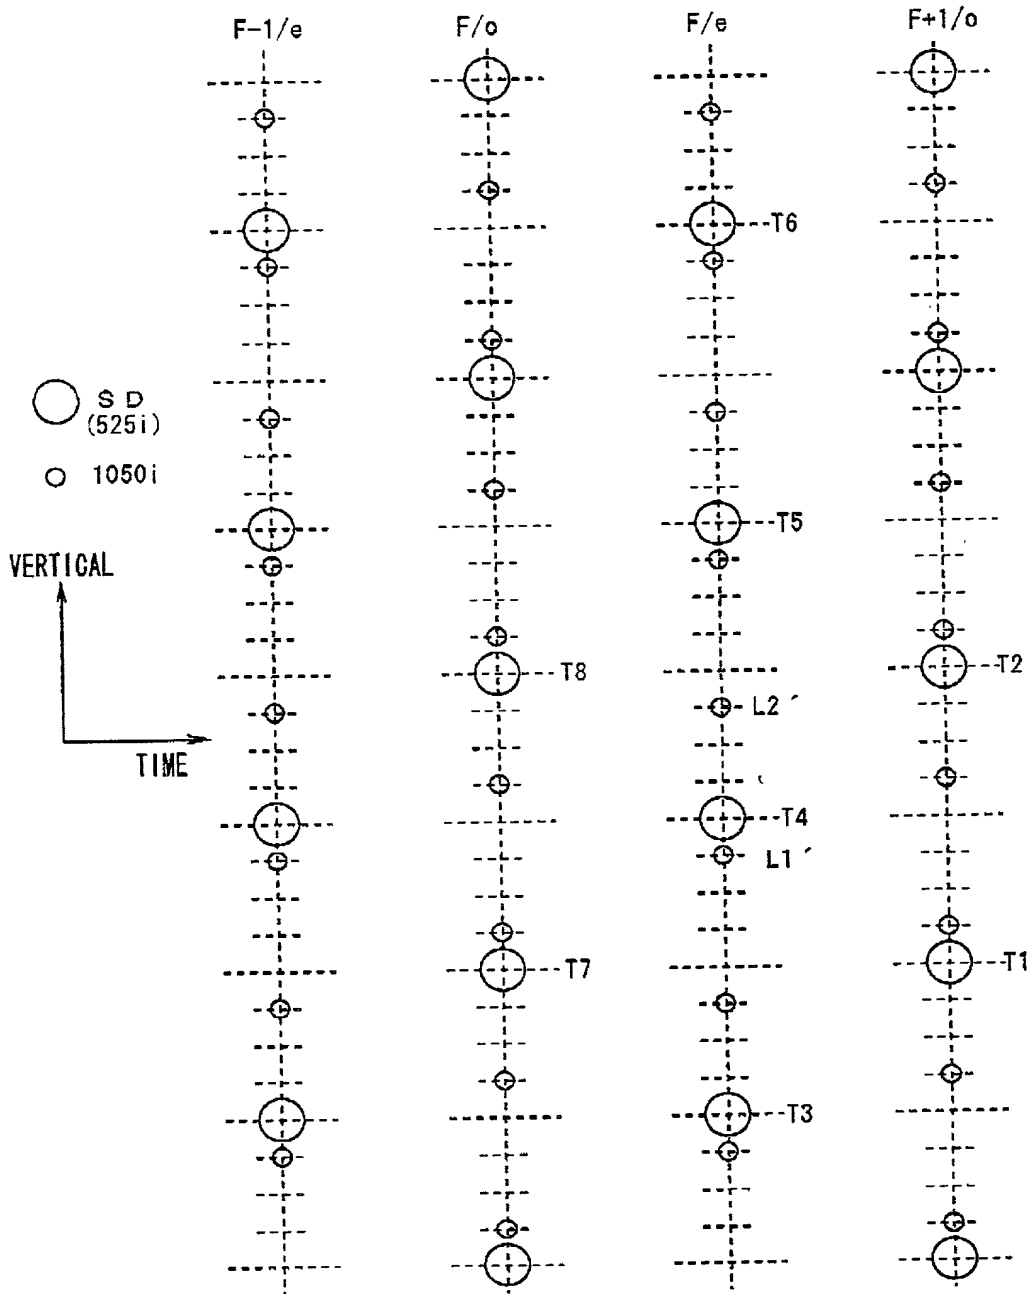 F-1/e F/o F/e F+1/o
T6
SD
(525i)
1050i
T5
VERTICAL
T8
T2
L2´
TIME
T4
L1´
T7
T1
T3